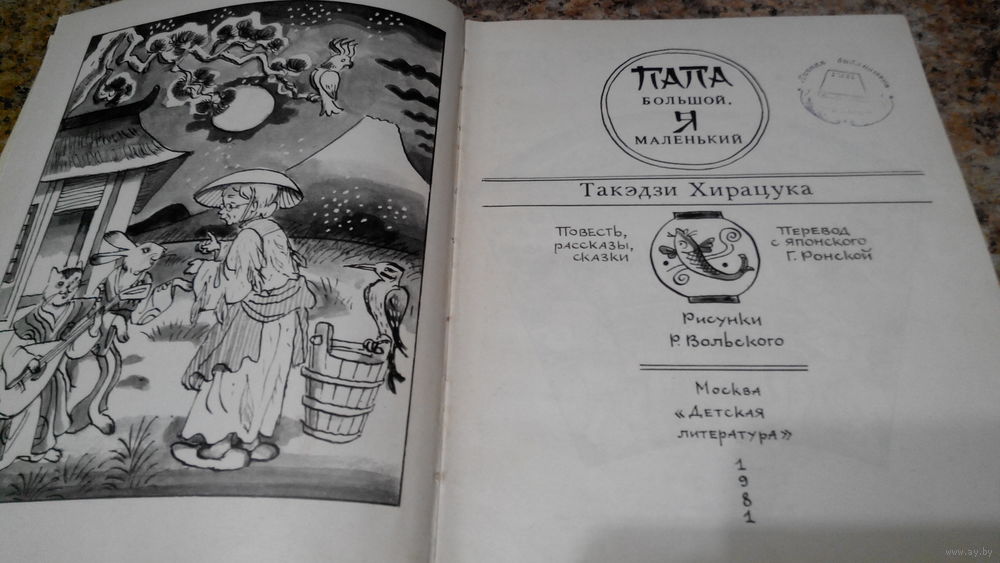 ПАПА
БОЛЬШОЙ,
Я
МАЛЕНЬКИЙ
Такэдзи Хирацука
Повесть,
рассказы,
сказки
Перевод
с японского
Г. Ронской
Рисунки
Р. Вольского
Москва
«Детская
литература»
1
9
8
1
www.ay.by